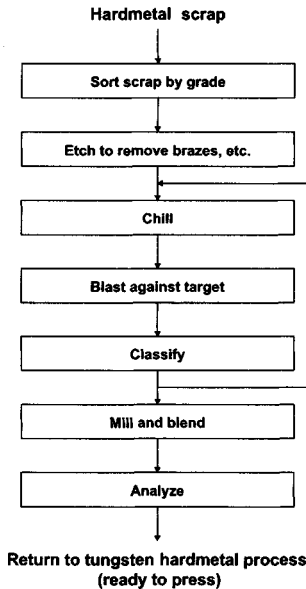 Hardmetal scrap
Sort scrap by grade
Etch to remove brazes, etc.
Chill
Blast against target
Classify
Mill and blend
Analyze
Return to tungsten hardmetal process
(ready to press)